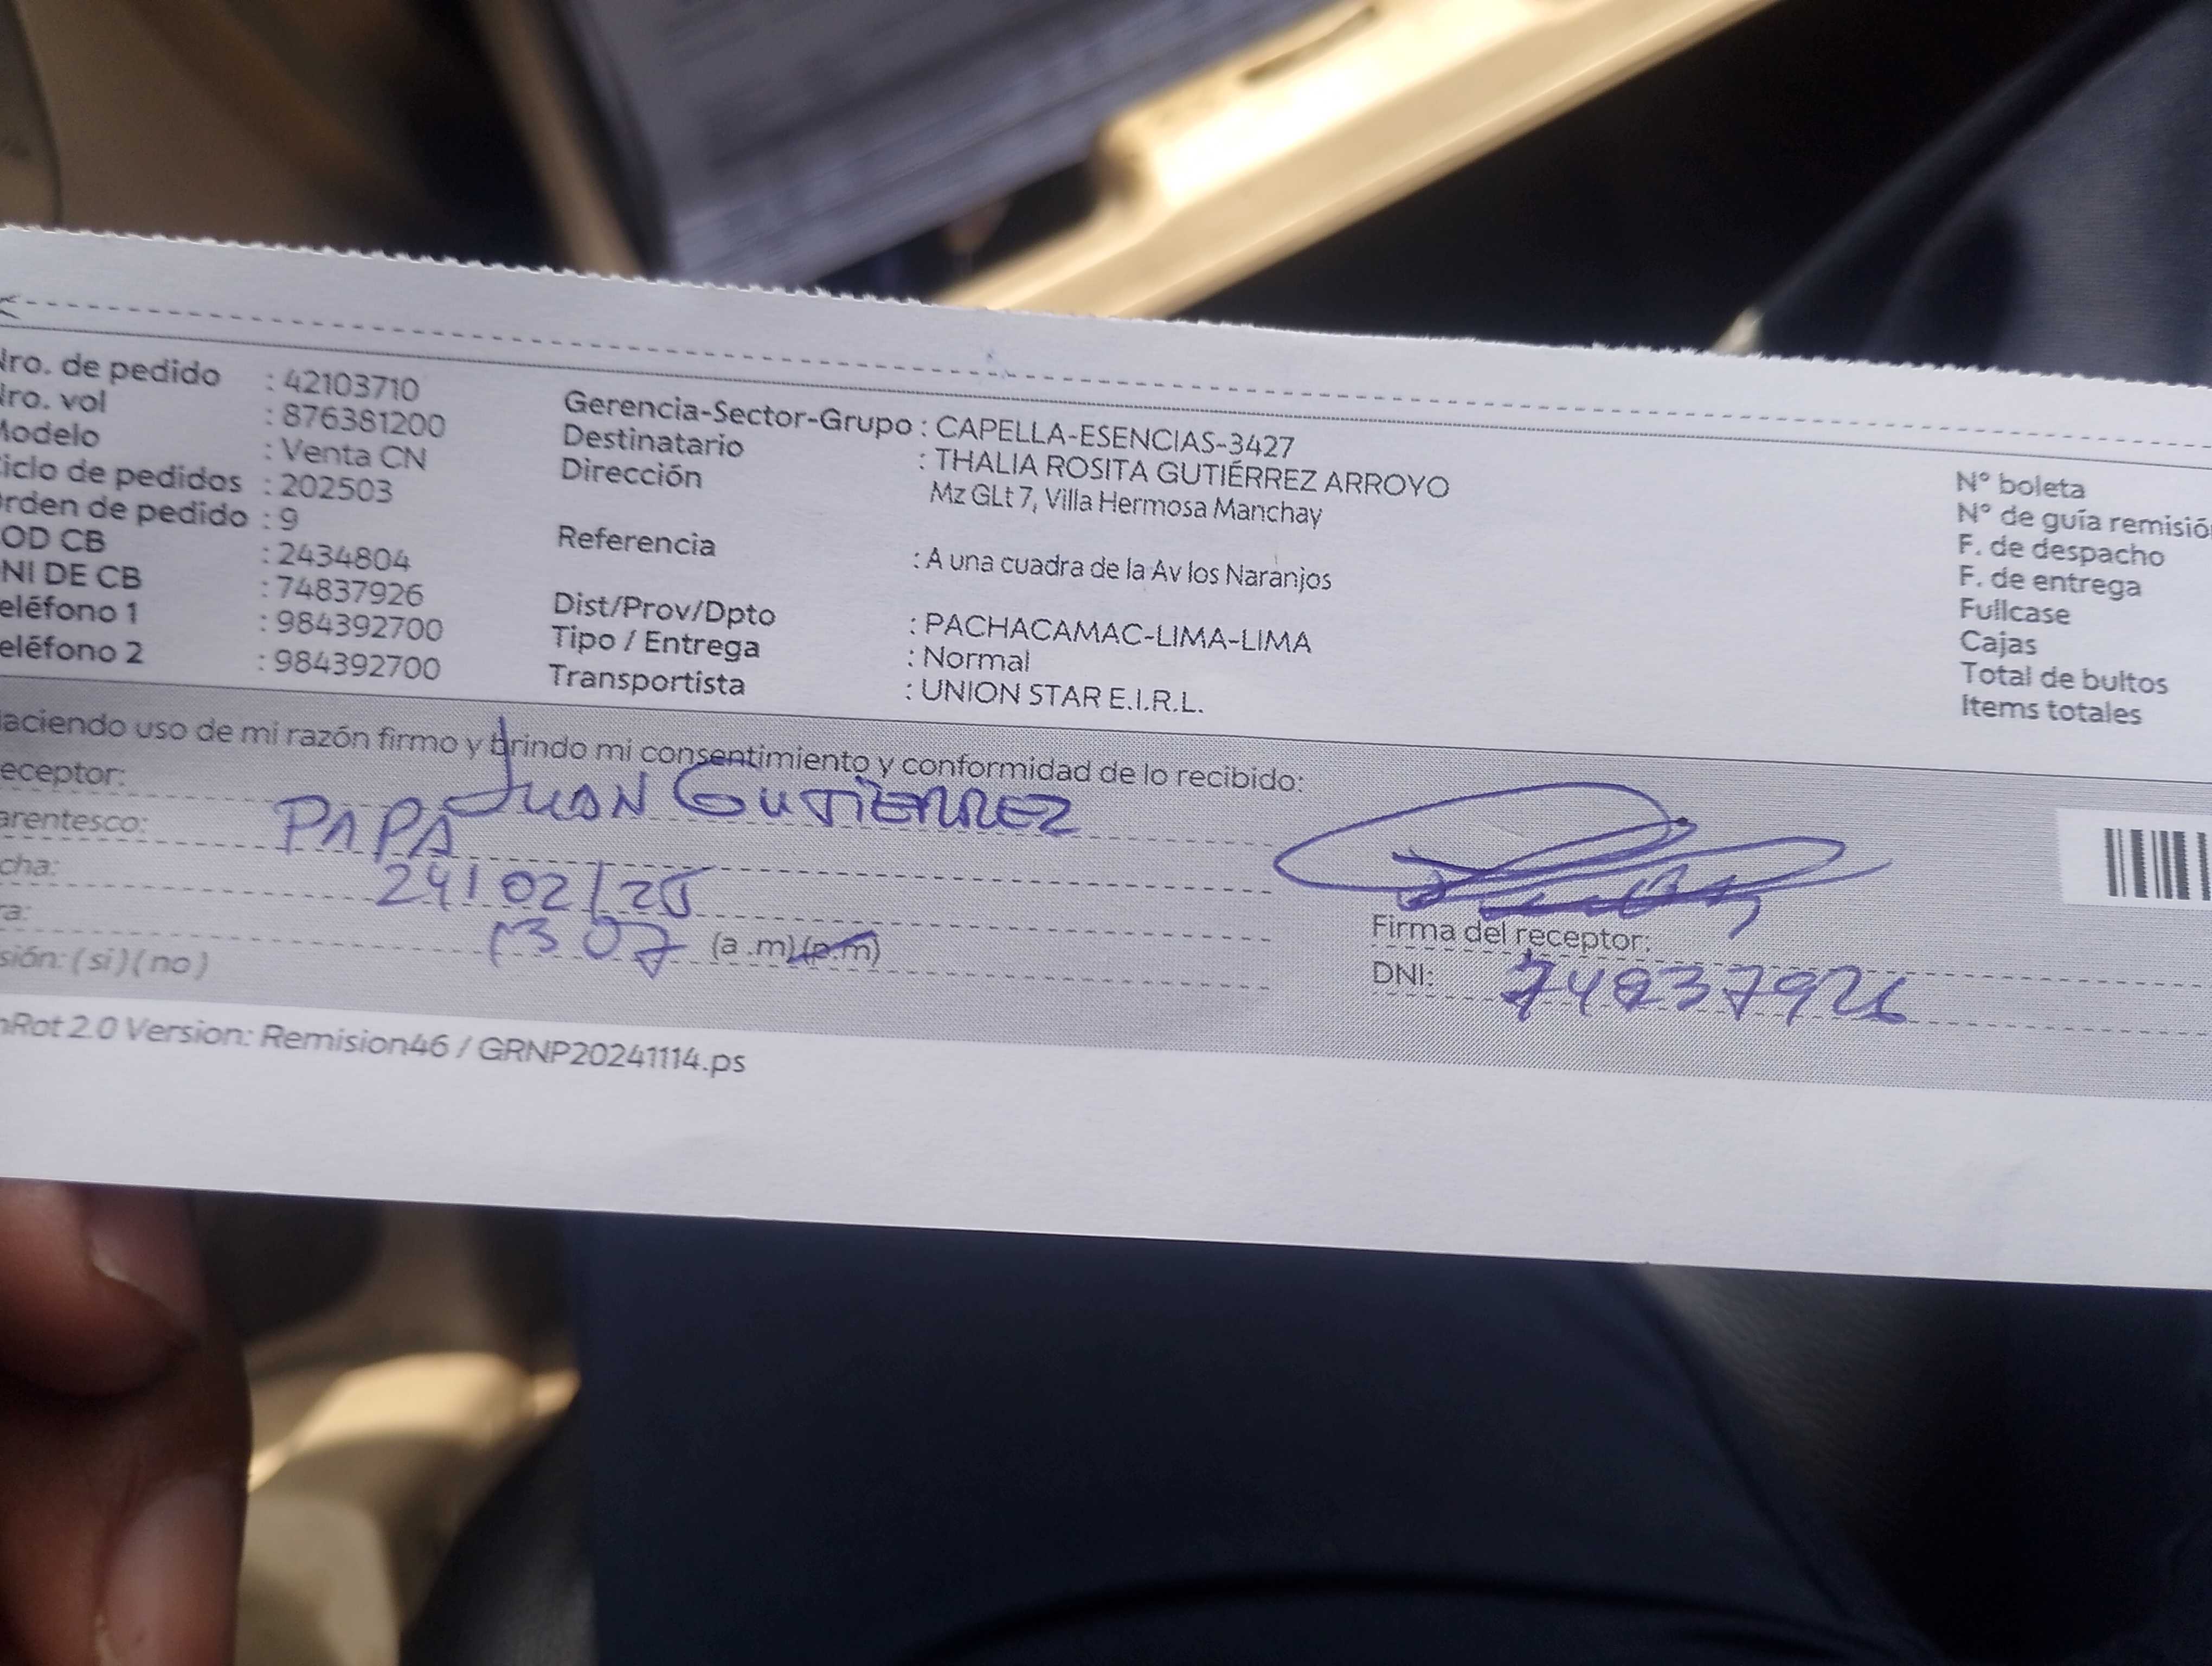 Nro. de pedido : 42103710
Nro. vol : 876381200
Modelo : Venta CN
iclo de pedidos : 202503
Orden de pedido : 9
OD CB : 2434804
NI DE CB : 74837926
eléfono 1 : 984392700
eléfono 2 : 984392700
Gerencia-Sector-Grupo : CAPELLA-ESENCIAS-3427
Destinatario : THALIA ROSITA GUTIÉRREZ ARROYO
Dirección Mz GLt 7, Villa Hermosa Manchay
Referencia : A una cuadra de la Av los Naranjos
Dist/Prov/Dpto : PACHACAMAC-LIMA-LIMA
Tipo / Entrega : Normal
Transportista : UNION STAR E.I.R.L.
N° boleta
N° de guía remisió
F. de despacho
F. de entrega
Fullcase
Cajas
Total de bultos
Items totales
Haciendo uso de mi razón firmo y brindo mi consentimiento y conformidad de lo recibido:
eceptor: JUAN GUTIERREZ
arentesco: PAPA
cha: 24/02/25
ra: 13 07 (a .m) (p.m)
sión: ( si ) ( no )
Firma del receptor:
DNI: 74837926
nRot 2.0 Version: Remision46 / GRNP20241114.ps